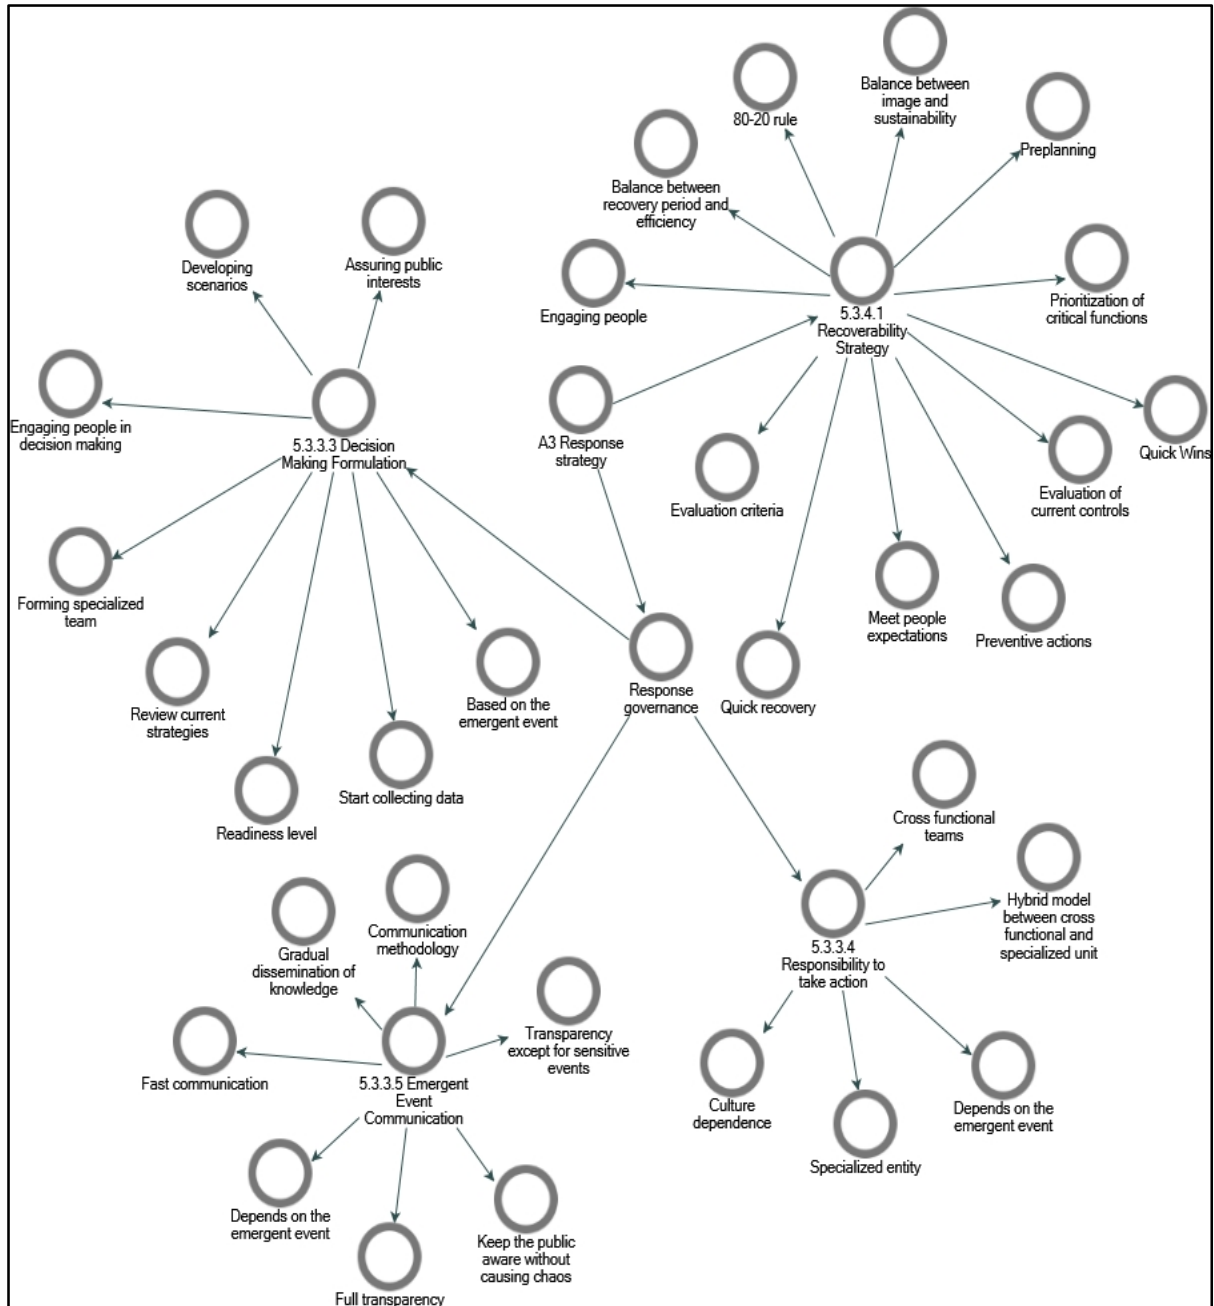 80-20 rule
Balance between
image and
sustainability
Preplanning
Balance between
recovery period and
efficiency
Developing
scenarios
Assuring public
interests
Engaging people
5.3.4.1
Recoverability
Strategy
Prioritization of
critical functions
Engaging people in
decision making
5.3.3.3 Decision
Making Formulation
A3 Response
strategy
Evaluation criteria
Evaluation of
current controls
Quick Wins
Forming specialized
team
Meet people
expectations
Preventive actions
Review current
strategies
Based on the
emergent event
Response
governance
Quick recovery
Readiness level
Start collecting data
Cross functional
teams
Gradual
dissemination of
knowledge
Communication
methodology
Hybrid model
between cross
functional and
specialized unit
5.3.3.4
Responsibility to
take action
Fast communication
5.3.3.5 Emergent
Event
Communication
Transparency
except for sensitive
events
Culture
dependence
Specialized entity
Depends on the
emergent event
Depends on the
emergent event
Full transparency
Keep the public
aware without
causing chaos